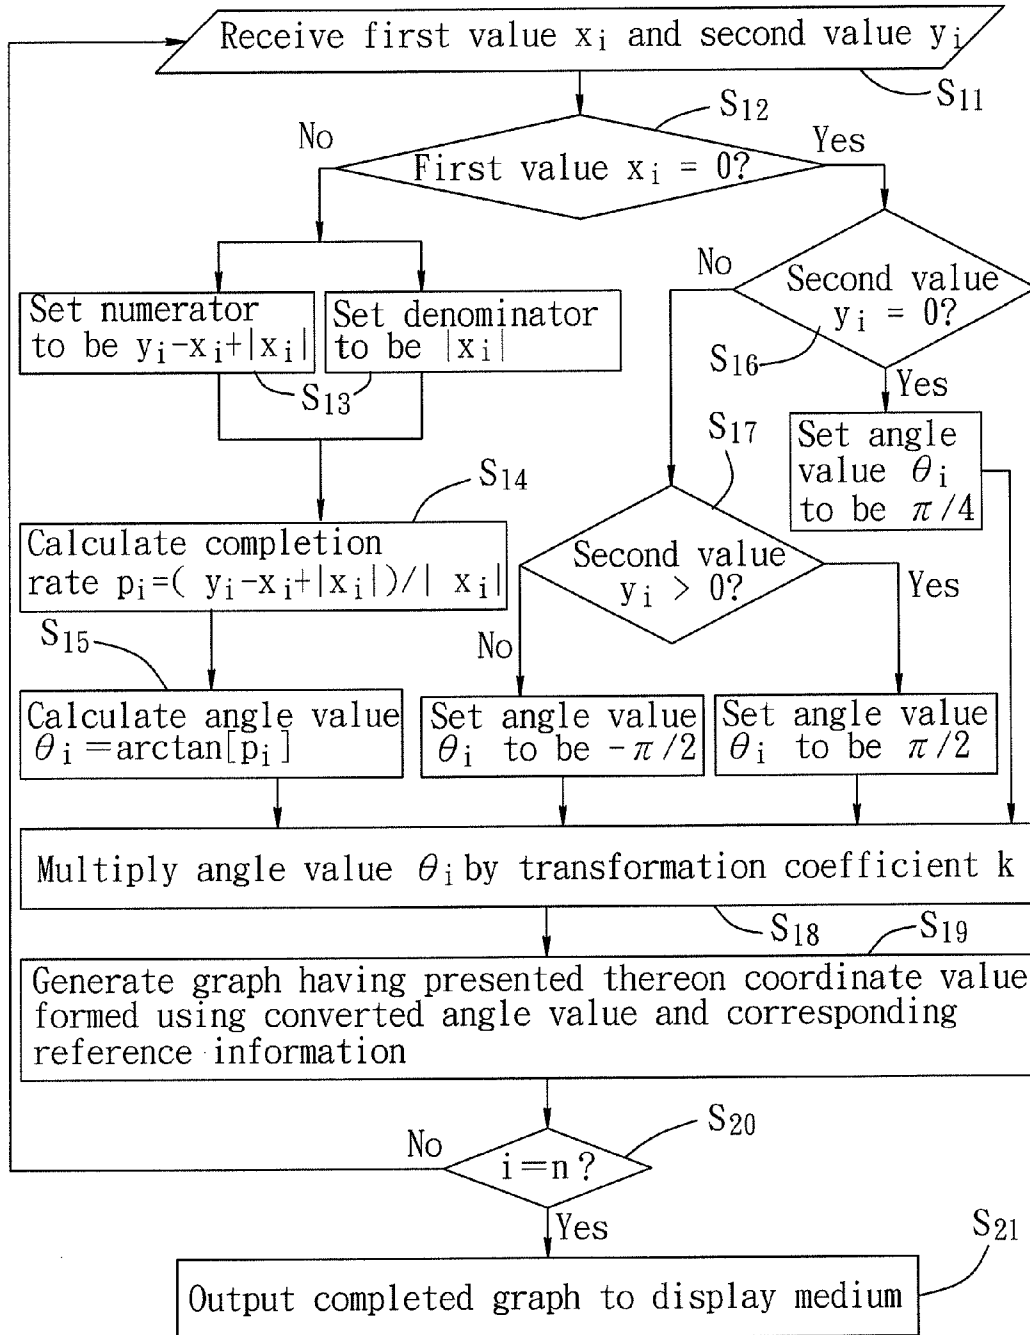 Receive first value xi and second value yi
S11
S12
No
Yes
First value xi = 0?
No
Second value
yi = 0?
S16
Yes
Set numerator
to be yi-xi+|xi|
Set denominator
to be |xi|
S13
Set angle
value θi
to be π/4
S17
S14
Calculate completion
rate pi=( yi-xi+|xi|)/| xi|
Second value
yi > 0?
Yes
No
S15
Calculate angle value
θi=arctan[pi]
Set angle value
θi to be -π/2
Set angle value
θi to be π/2
Multiply angle value θi by transformation coefficient k
S18
S19
Generate graph having presented thereon coordinate value
formed using converted angle value and corresponding
reference information
No
S20
i=n?
Yes
S21
Output completed graph to display medium